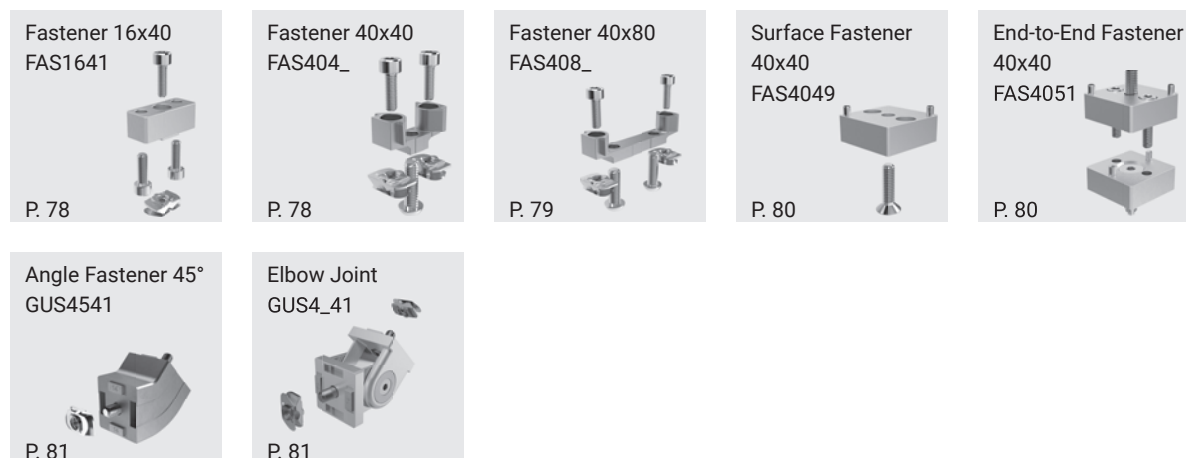 Fastener 16x40
FAS1641
P. 78
Fastener 40x40
FAS404_
P. 78
Fastener 40x80
FAS408_
P. 79
Surface Fastener
40x40
FAS4049
P. 80
End-to-End Fastener
40x40
FAS4051
P. 80
Angle Fastener 45°
GUS4541
P. 81
Elbow Joint
GUS4_41
P. 81